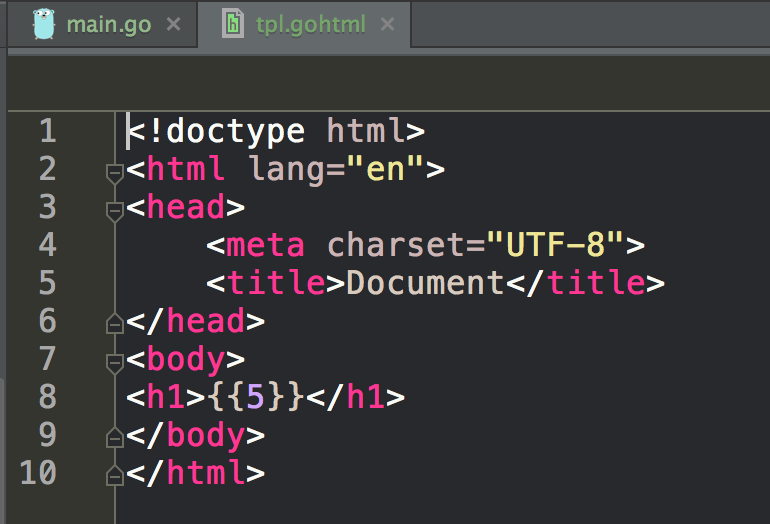 main.go × tpl.gohtml ×
1 <!doctype html>
2 <html lang="en">
3 <head>
4     <meta charset="UTF-8">
5     <title>Document</title>
6 </head>
7 <body>
8 <h1>{{5}}</h1>
9 </body>
10 </html>